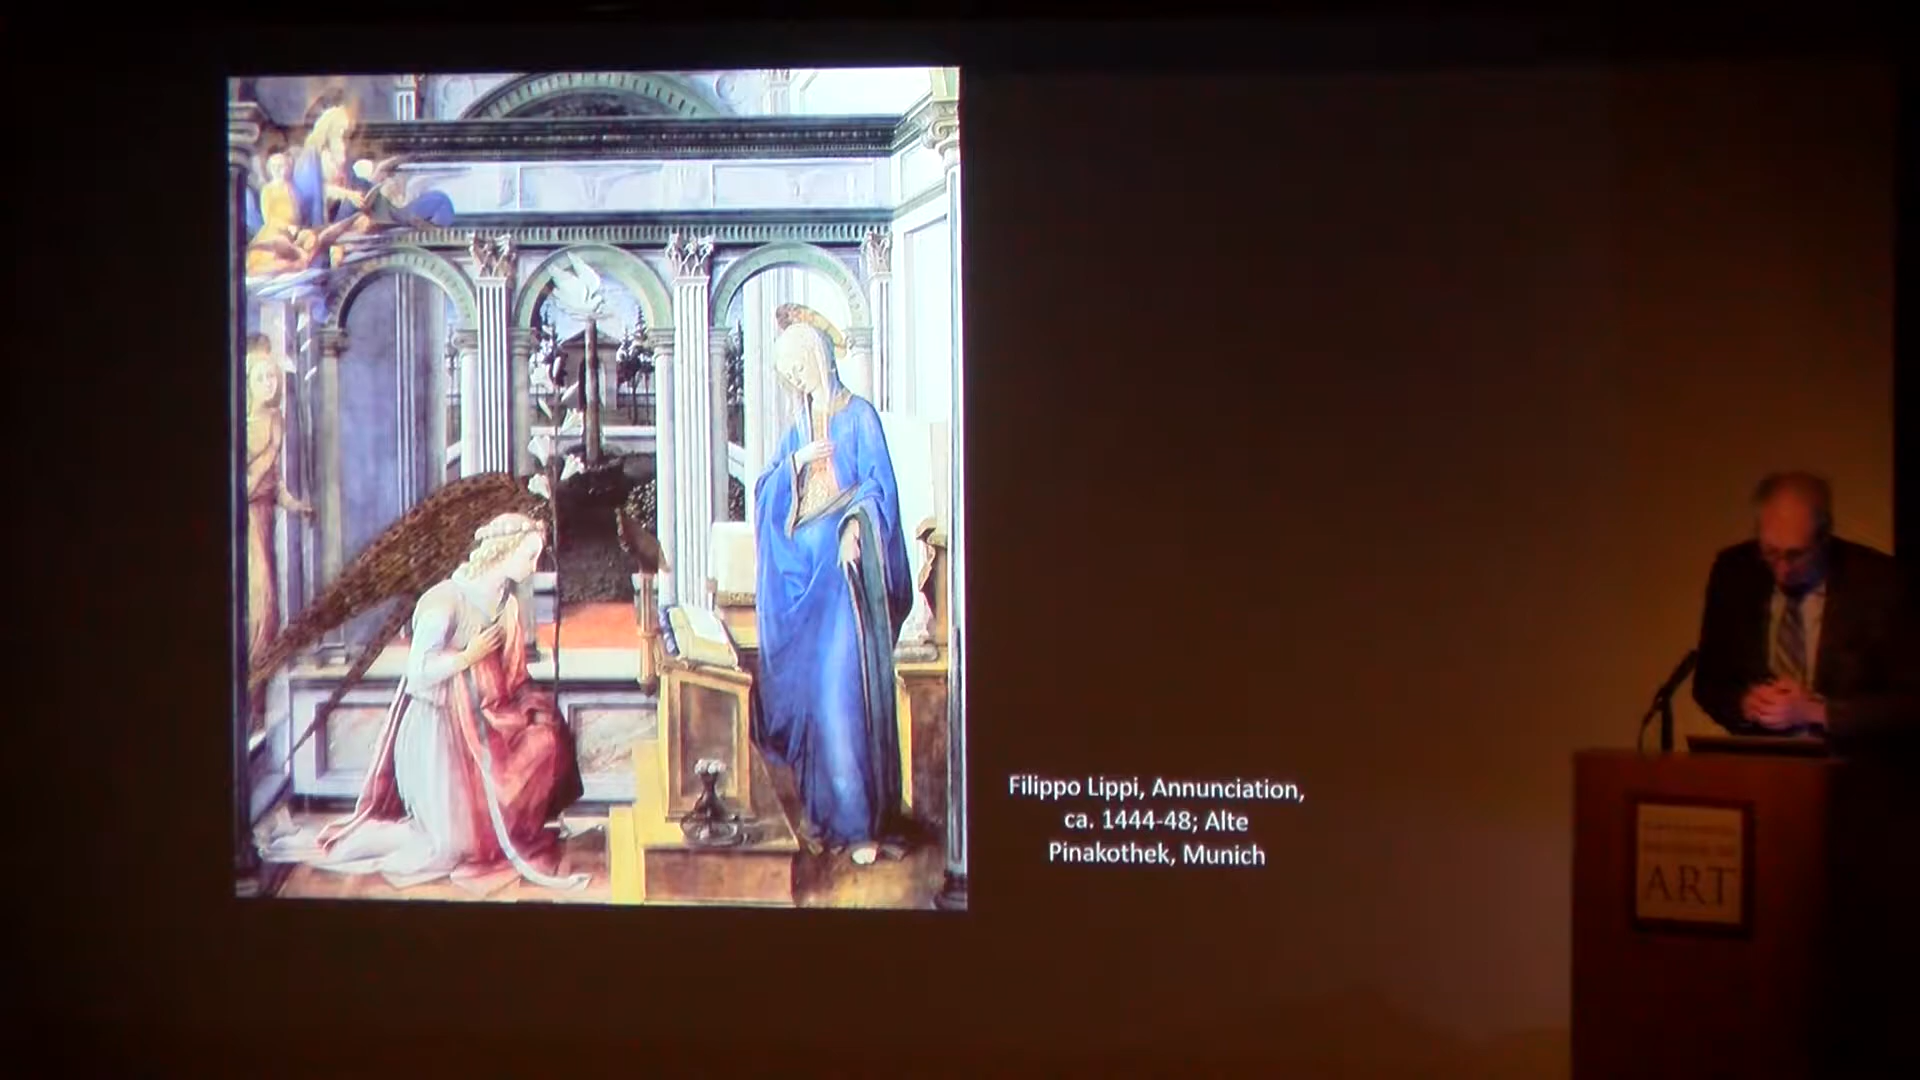 Filippo Lippi, Annunciation,
ca. 1444-48; Alte
Pinakothek, Munich
ART